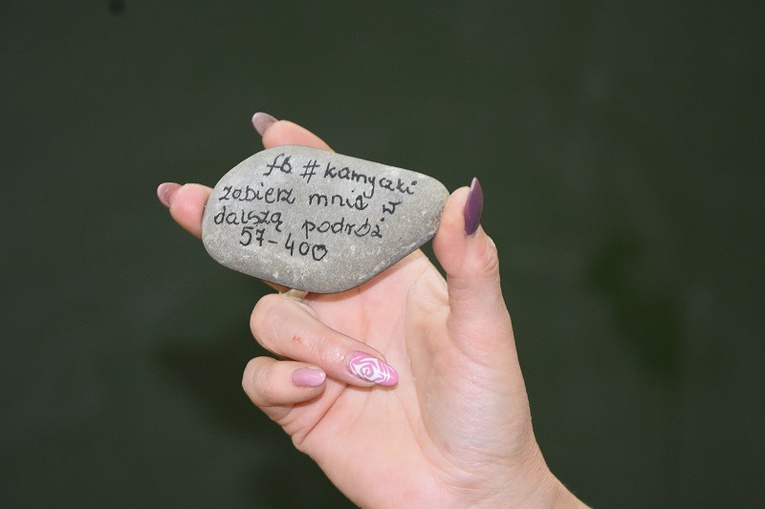 fb #kamyczki
zabierz mnie w
dalszą podróż
57-400